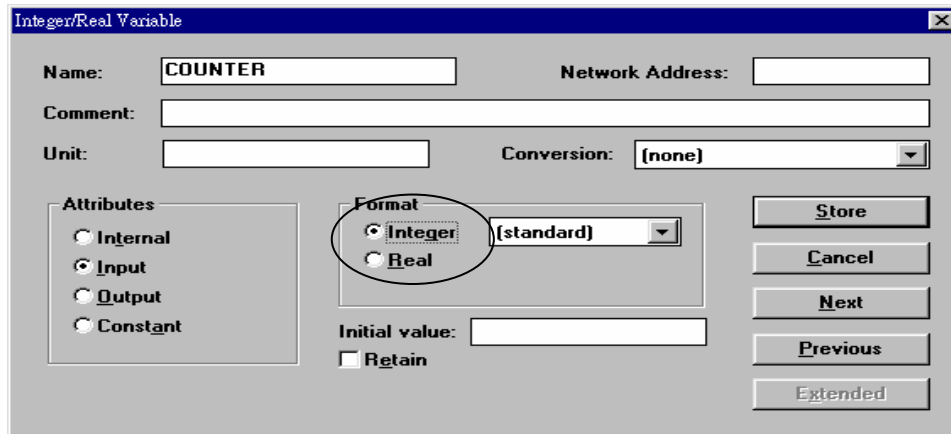 Integer/Real Variable
Name: COUNTER Network Address:
Comment:
Unit: Conversion: (none)
Attributes
Internal
Input
Output
Constant
Format
Integer (standard)
Real
Initial value:
Retain
Store
Cancel
Next
Previous
Extended